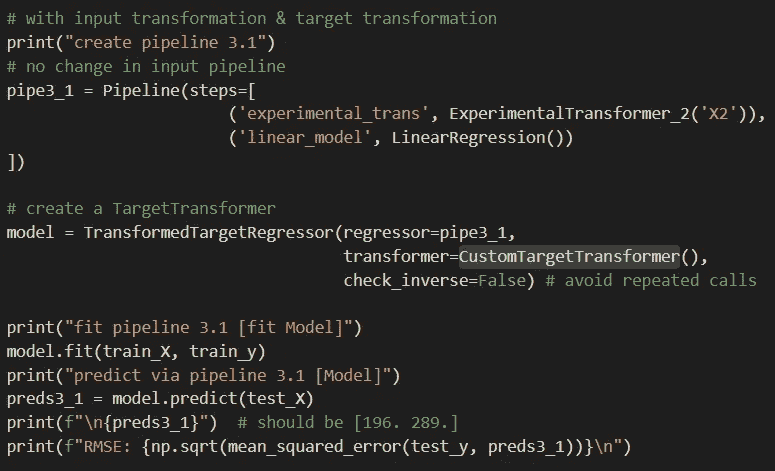 # with input transformation & target transformation
print("create pipeline 3.1")
# no change in input pipeline
pipe3_1 = Pipeline(steps=[
                         ('experimental_trans', ExperimentalTransformer_2('X2')),
                         ('linear_model', LinearRegression())
])

# create a TargetTransformer
model = TransformedTargetRegressor(regressor=pipe3_1,
                                   transformer=CustomTargetTransformer(),
                                   check_inverse=False) # avoid repeated calls

print("fit pipeline 3.1 [fit Model]")
model.fit(train_X, train_y)
print("predict via pipeline 3.1 [Model]")
preds3_1 = model.predict(test_X)
print(f"\n{preds3_1}")  # should be [196. 289.]
print(f"RMSE: {np.sqrt(mean_squared_error(test_y, preds3_1))}\n")